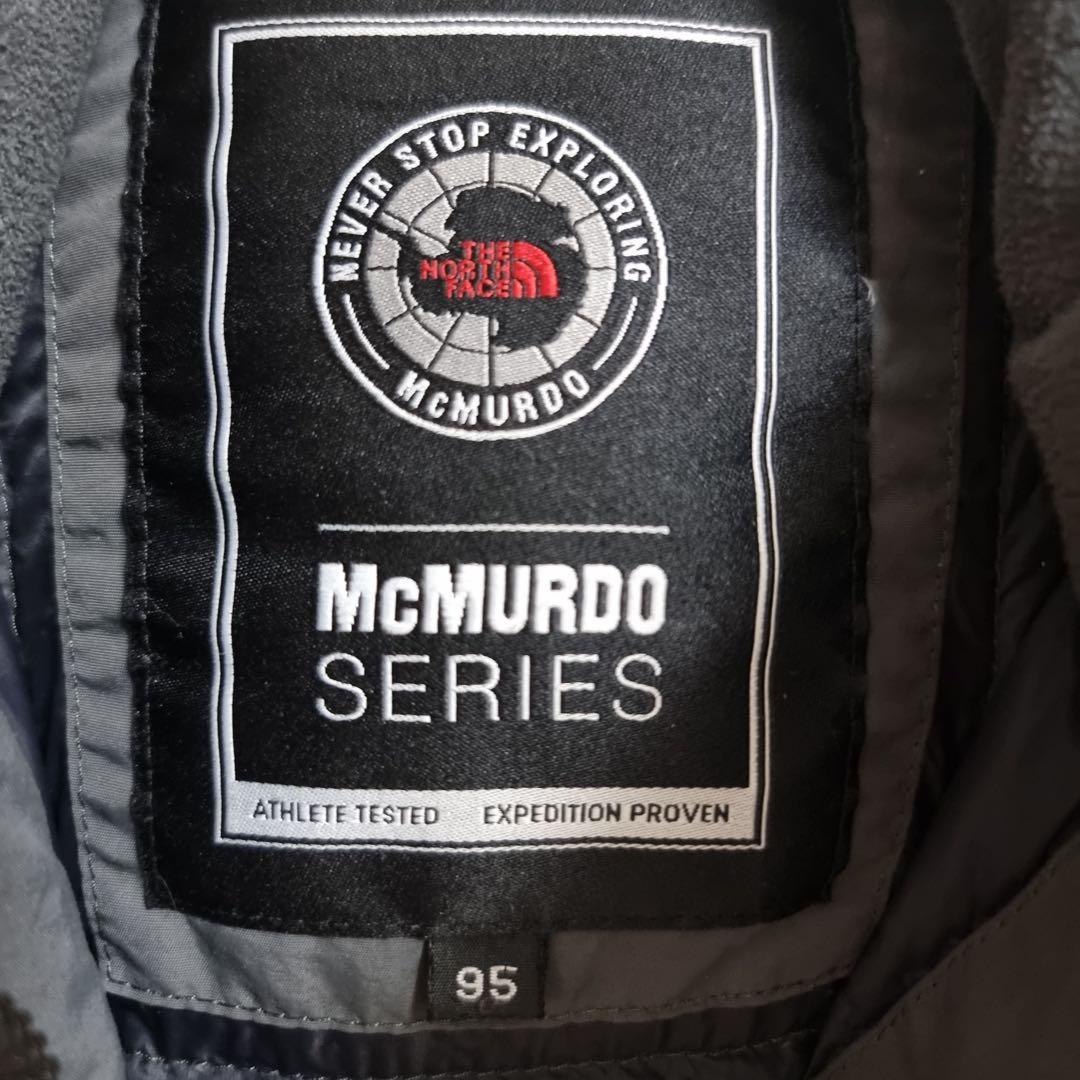 NEVER STOP EXPLORING
THE
NORTH
FACE
McMURDO
McMURDO
SERIES
ATHLETE TESTED EXPEDITION PROVEN
95